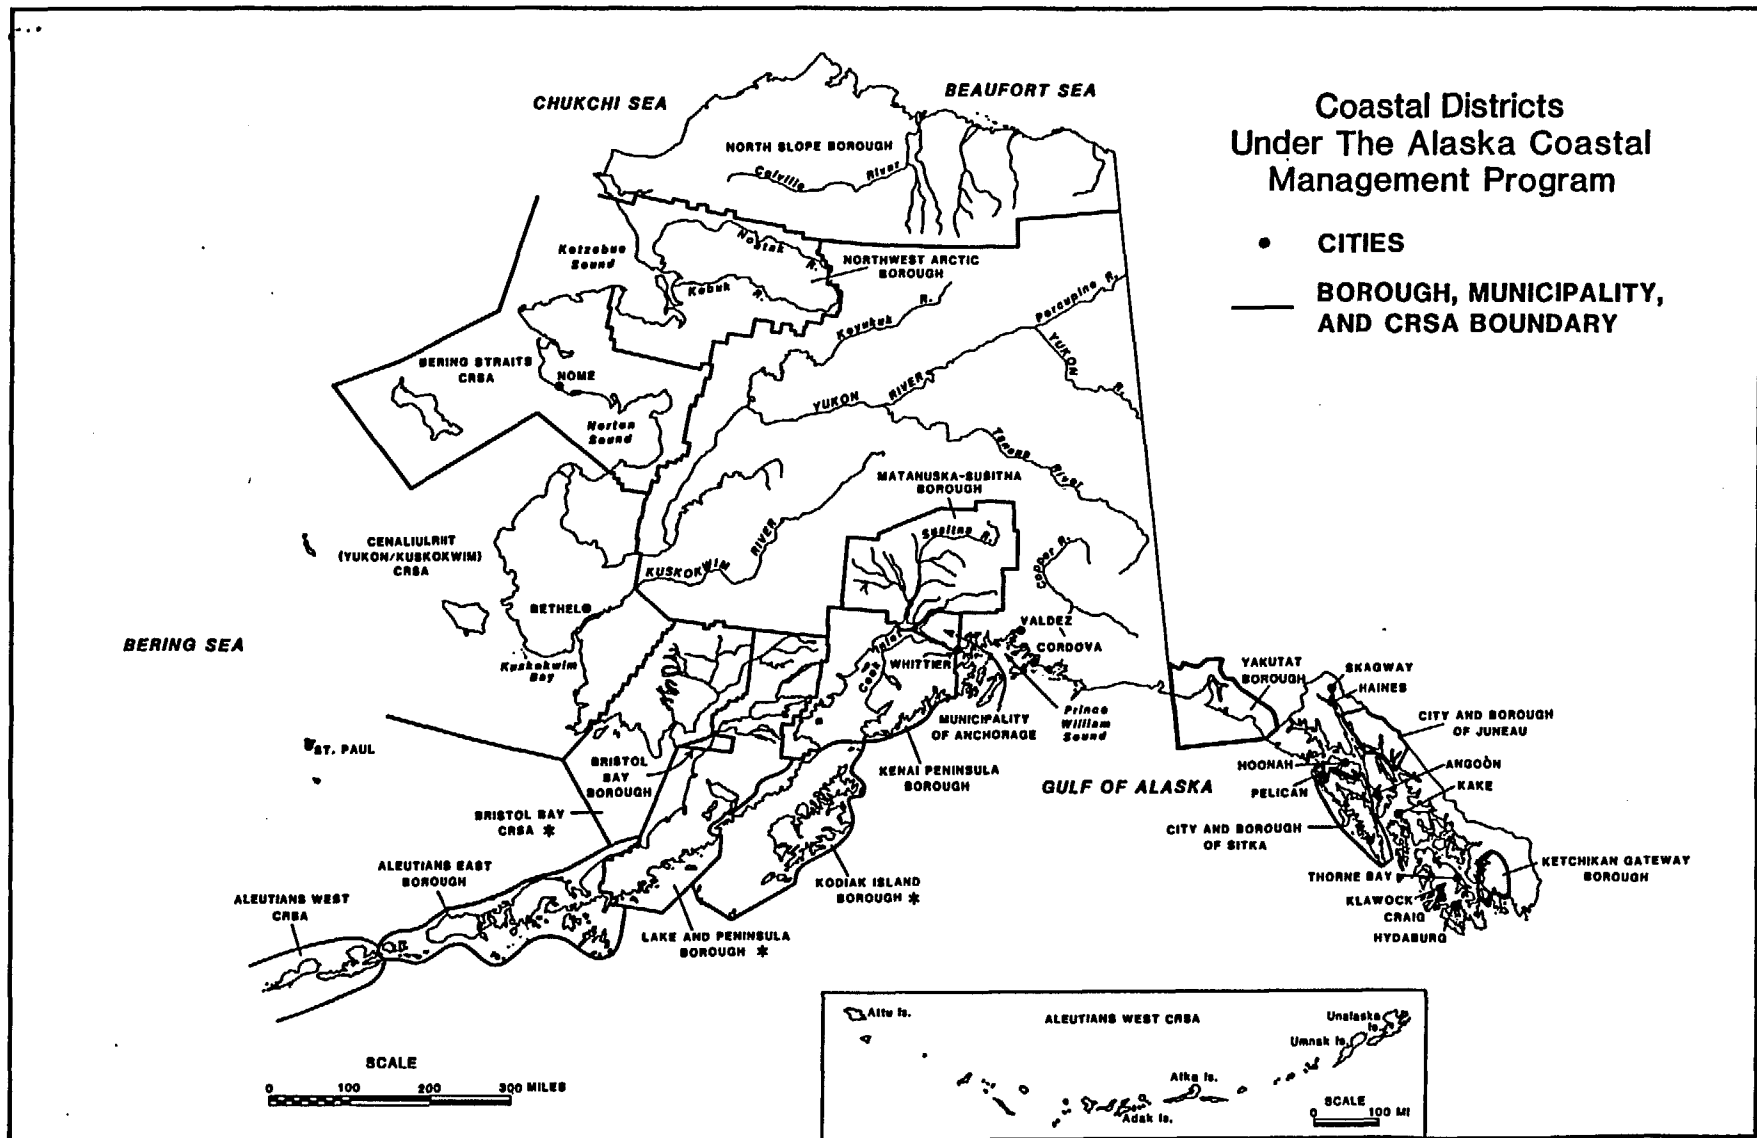 Coastal Districts
Under The Alaska Coastal
Management Program
CITIES
BOROUGH, MUNICIPALITY,
AND CRSA BOUNDARY
CHUKCHI SEA
BEAUFORT SEA
NORTH SLOPE BOROUGH
Colville River
Kotzebue
Sound
Noatak R.
NORTHWEST ARCTIC
BOROUGH
Kobuk R.
Koyukuk R.
Porcupine R.
YUKON R.
BERING STRAITS
CRSA
NOME
YUKON RIVER
Norton
Sound
Tanana River
MATANUSKA-SUSITNA
BOROUGH
Susitna R.
CENALIULRIIT
(YUKON/KUSKOKWIM)
CRSA
KUSKOKWIM RIVER
Copper R.
BETHEL
VALDEZ
CORDOVA
BERING SEA
Kuskokwim
Bay
Cook Inlet
WHITTIER
YAKUTAT
BOROUGH
SKAGWAY
HAINES
Prince
William
Sound
MUNICIPALITY
OF ANCHORAGE
CITY AND BOROUGH
OF JUNEAU
ST. PAUL
BRISTOL
BAY
BOROUGH
KENAI PENINSULA
BOROUGH
GULF OF ALASKA
HOONAH
ANGOON
PELICAN
KAKE
BRISTOL BAY
CRSA *
CITY AND BOROUGH
OF SITKA
ALEUTIANS EAST
BOROUGH
KODIAK ISLAND
BOROUGH *
THORNE BAY
KETCHIKAN GATEWAY
BOROUGH
ALEUTIANS WEST
CRSA
KLAWOCK
CRAIG
HYDABURG
LAKE AND PENINSULA
BOROUGH *
SCALE
0 100 200 300 MILES
Attu Is.
ALEUTIANS WEST CRSA
Unalaska
Is.
Umnak Is.
Atka Is.
Adak Is.
SCALE
0 100 MI